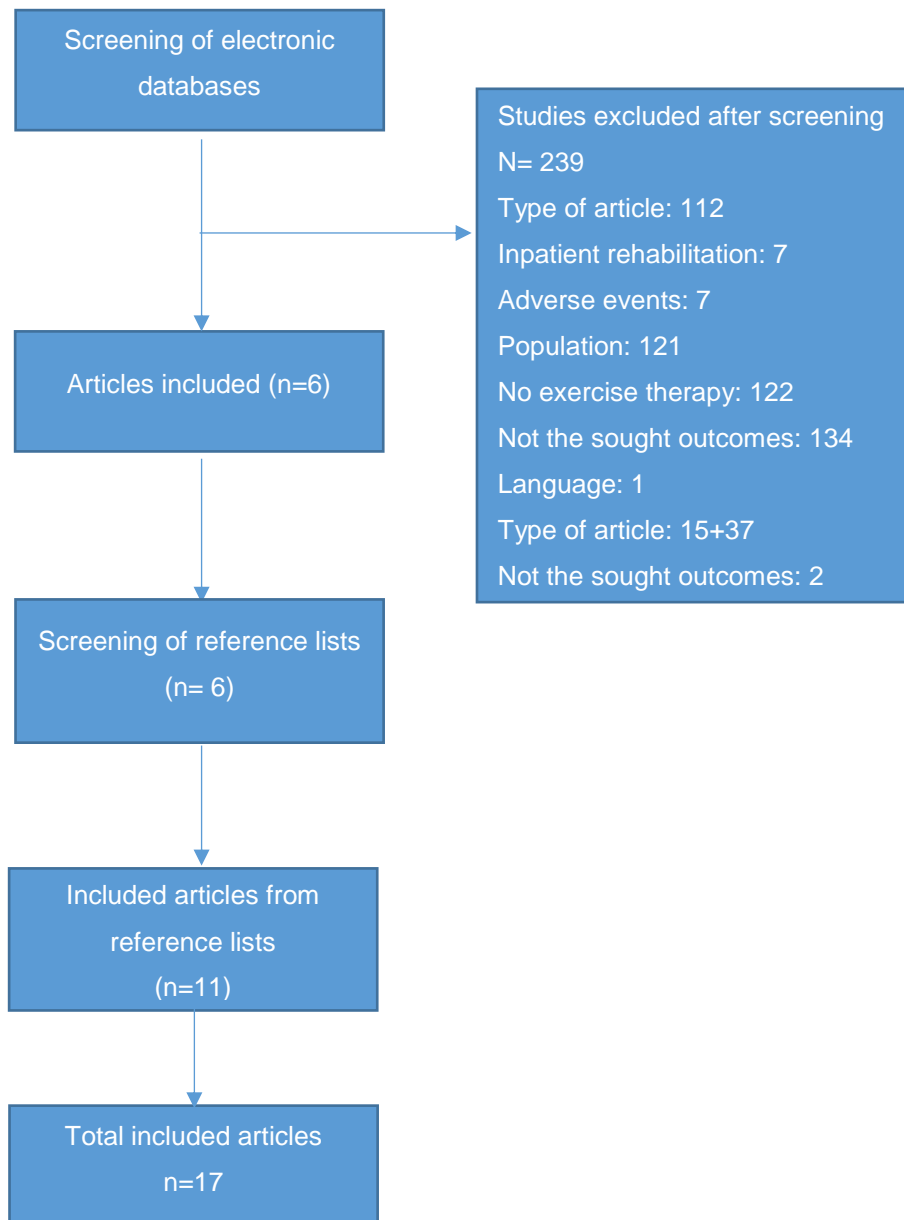 Screening of electronic
databases
Studies excluded after screening
N= 239
Type of article: 112
Inpatient rehabilitation: 7
Adverse events: 7
Population: 121
No exercise therapy: 122
Not the sought outcomes: 134
Language: 1
Type of article: 15+37
Not the sought outcomes: 2
Articles included (n=6)
Screening of reference lists
(n= 6)
Included articles from
reference lists
(n=11)
Total included articles
n=17